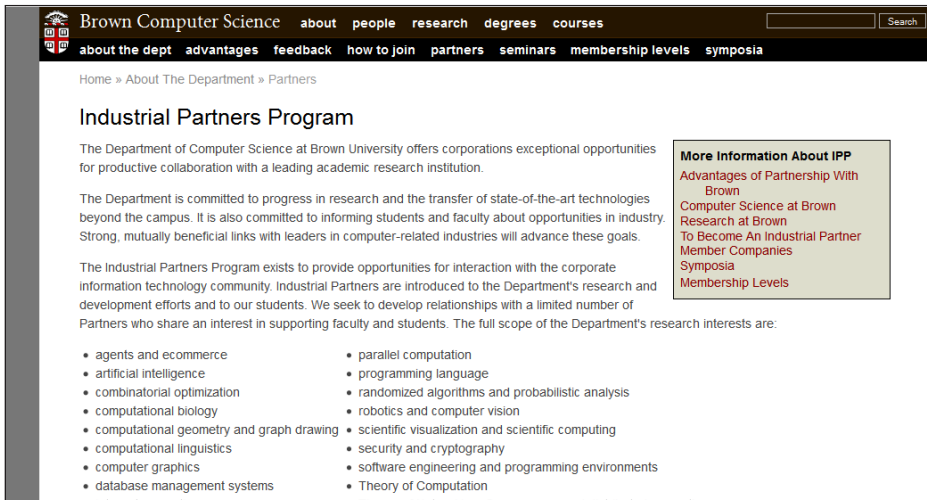 Brown Computer Science about people research degrees courses
Search
about the dept advantages feedback how to join partners seminars membership levels symposia
Home » About The Department » Partners
Industrial Partners Program
The Department of Computer Science at Brown University offers corporations exceptional opportunities
for productive collaboration with a leading academic research institution.
The Department is committed to progress in research and the transfer of state-of-the-art technologies
beyond the campus. It is also committed to informing students and faculty about opportunities in industry.
Strong, mutually beneficial links with leaders in computer-related industries will advance these goals.
The Industrial Partners Program exists to provide opportunities for interaction with the corporate
information technology community. Industrial Partners are introduced to the Department's research and
development efforts and to our students. We seek to develop relationships with a limited number of
Partners who share an interest in supporting faculty and students. The full scope of the Department's research interests are:
More Information About IPP
Advantages of Partnership With
Brown
Computer Science at Brown
Research at Brown
To Become An Industrial Partner
Member Companies
Symposia
Membership Levels
• agents and ecommerce
• artificial intelligence
• combinatorial optimization
• computational biology
• computational geometry and graph drawing
• computational linguistics
• computer graphics
• database management systems
• parallel computation
• programming language
• randomized algorithms and probabilistic analysis
• robotics and computer vision
• scientific visualization and scientific computing
• security and cryptography
• software engineering and programming environments
• Theory of Computation